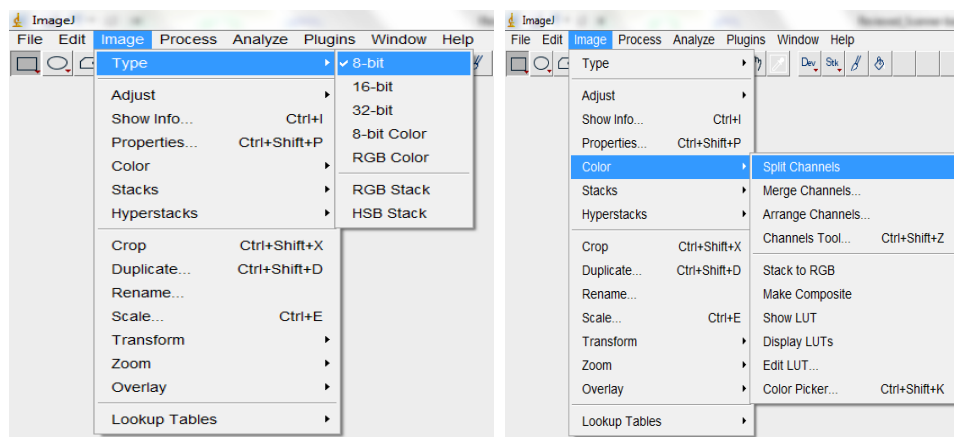 ImageJ
File Edit Image Process Analyze Plugins Window Help
Type
8-bit
16-bit
32-bit
8-bit Color
RGB Color
RGB Stack
HSB Stack
Adjust
Show Info... Ctrl+I
Properties... Ctrl+Shift+P
Color
Stacks
Hyperstacks
Crop Ctrl+Shift+X
Duplicate... Ctrl+Shift+D
Rename...
Scale... Ctrl+E
Transform
Zoom
Overlay
Lookup Tables
ImageJ
File Edit Image Process Analyze Plugins Window Help
Dev Stk
Type
Adjust
Show Info... Ctrl+I
Properties... Ctrl+Shift+P
Color
Stacks
Hyperstacks
Crop Ctrl+Shift+X
Duplicate... Ctrl+Shift+D
Rename...
Scale... Ctrl+E
Transform
Zoom
Overlay
Lookup Tables
Split Channels
Merge Channels...
Arrange Channels...
Channels Tool... Ctrl+Shift+Z
Stack to RGB
Make Composite
Show LUT
Display LUTs
Edit LUT...
Color Picker... Ctrl+Shift+K